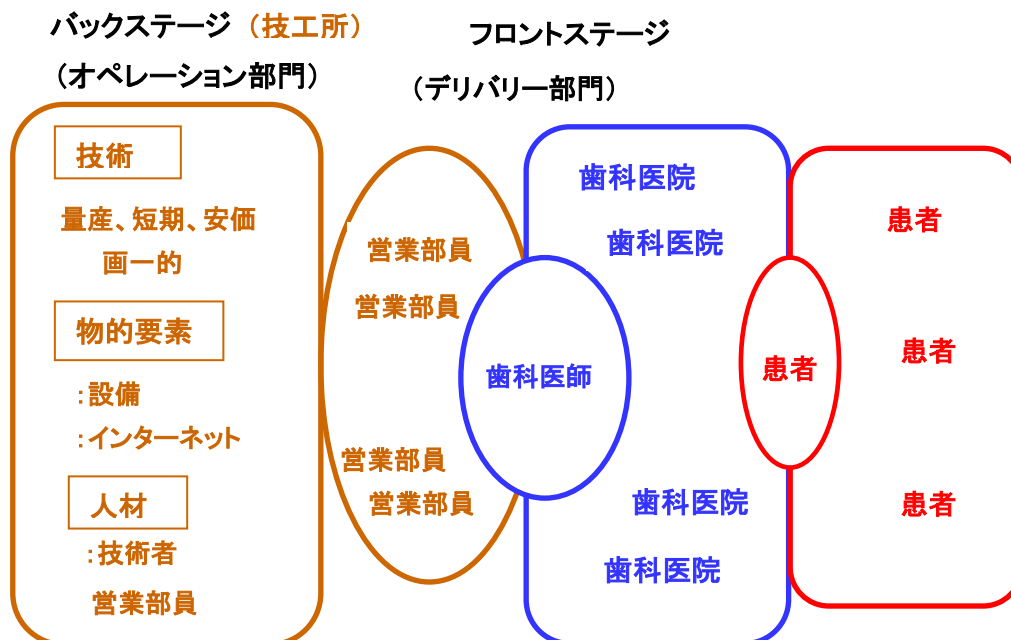 バックステージ（技工所）
（オペレーション部門）
技術
量産、短期、安価
画一的
物的要素
：設備
：インターネット
人材
：技術者
営業部員
フロントステージ
（デリバリー部門）
営業部員
営業部員
営業部員
営業部員
歯科医師
歯科医院
歯科医院
歯科医院
歯科医院
患者
患者
患者
患者